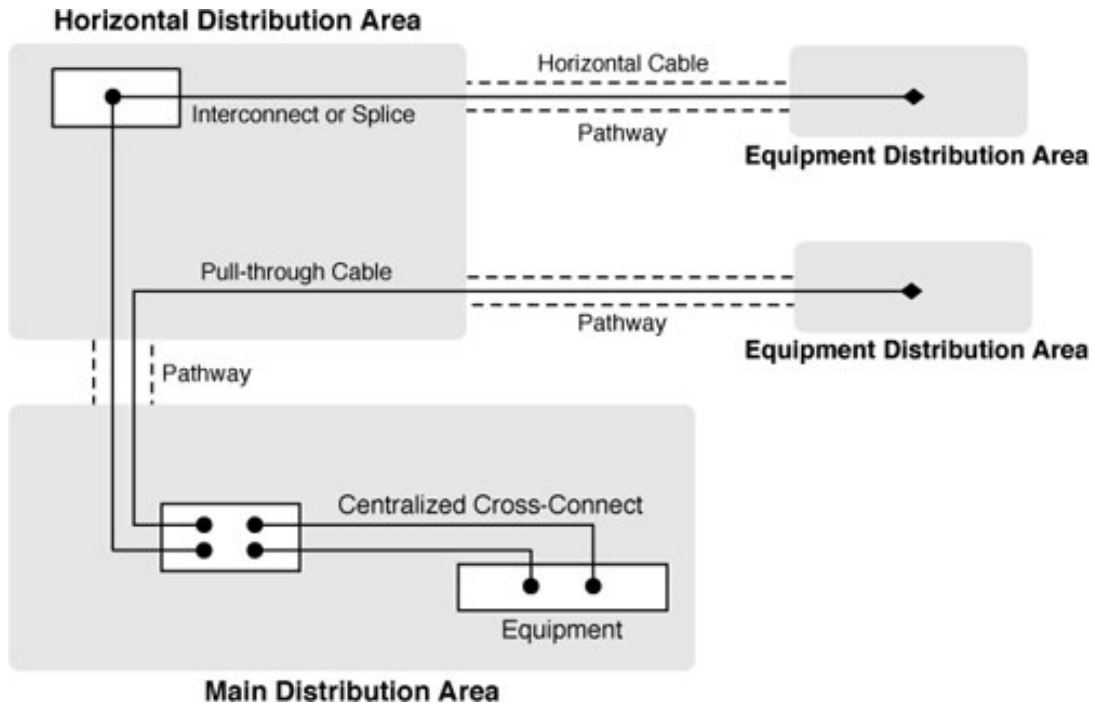 Horizontal Distribution Area
Horizontal Cable
Interconnect or Splice
Pathway
Equipment Distribution Area
Pull-through Cable
Pathway
Equipment Distribution Area
Pathway
Centralized Cross-Connect
Equipment
Main Distribution Area